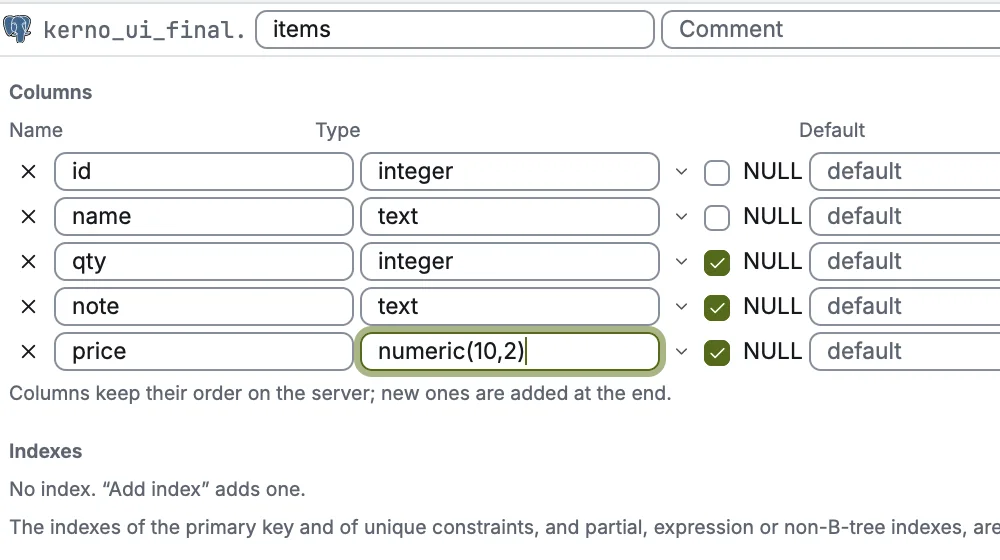 kerno_ui_final. items Comment
Columns
Name Type Default
id integer NULL default
name text NULL default
qty integer NULL default
note text NULL default
price numeric(10,2) NULL default
Columns keep their order on the server; new ones are added at the end.
Indexes
No index. “Add index” adds one.
The indexes of the primary key and of unique constraints, and partial, expression or non-B-tree indexes, are